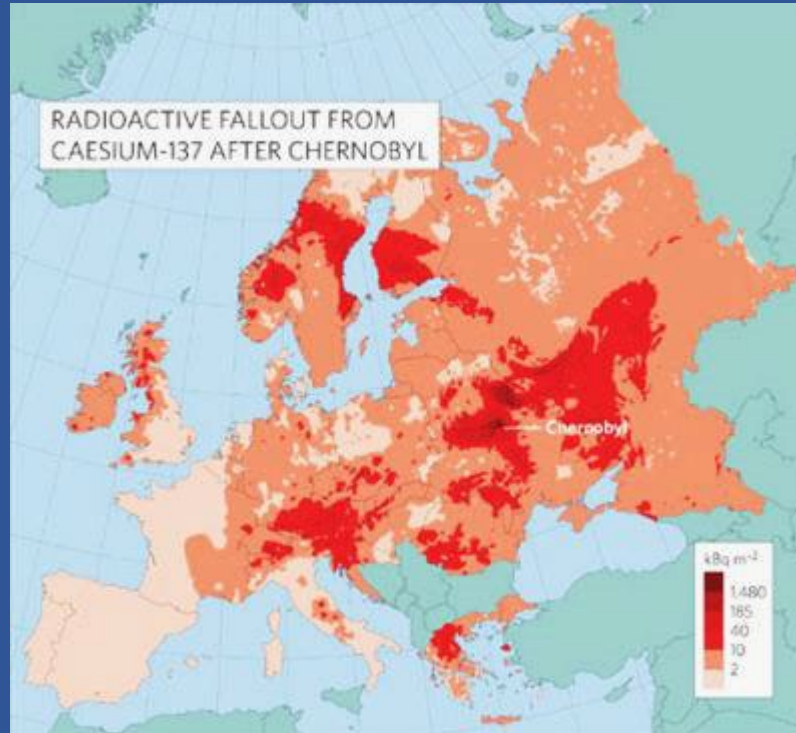 RADIOACTIVE FALLOUT FROM
CAESIUM-137 AFTER CHERNOBYL
Chernobyl
kBq m⁻²
1,480
185
40
10
2